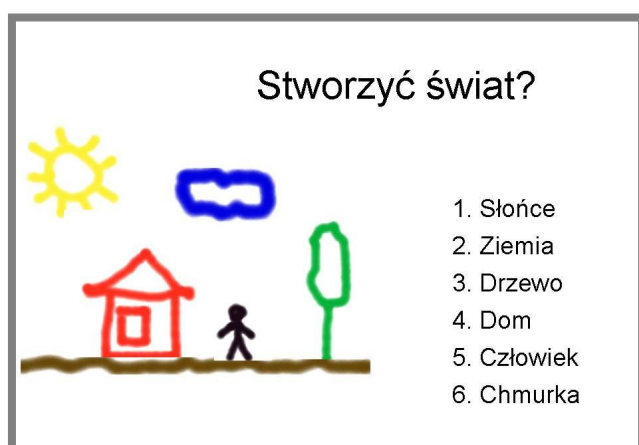 Stworzyć świat?
1. Słońce
2. Ziemia
3. Drzewo
4. Dom
5. Człowiek
6. Chmurka